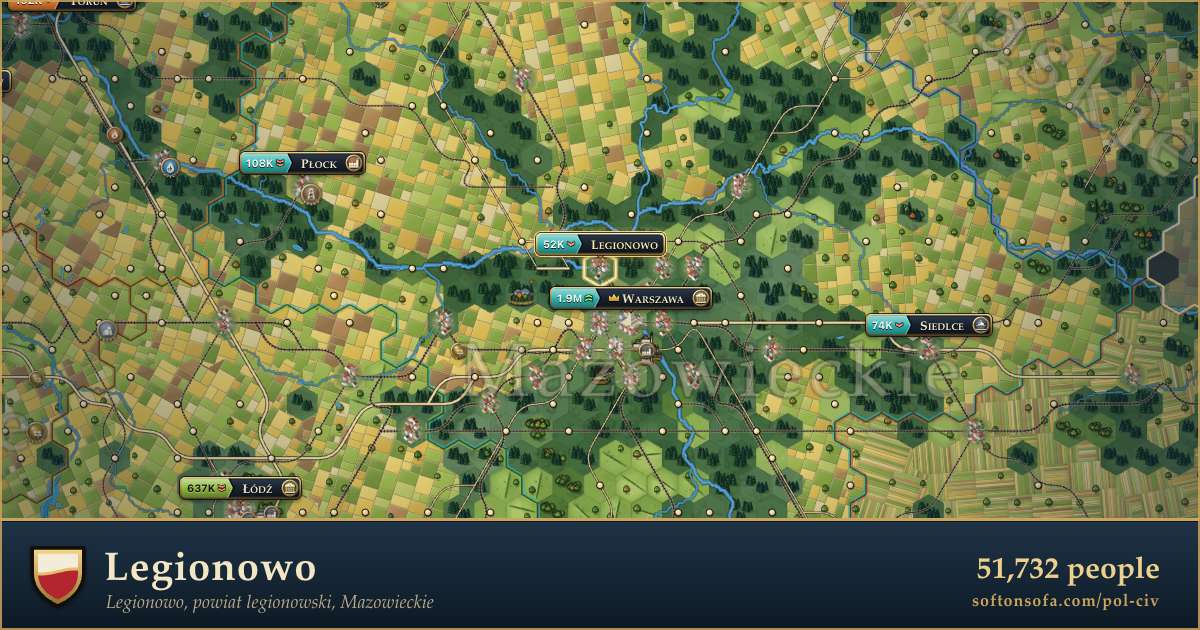 TORUŃ
108K PŁOCK
52K LEGIONOWO
1.9M WARSZAWA
74K SIEDLCE
Mazowieckie
637K ŁÓDŹ
Legionowo
Legionowo, powiat legionowski, Mazowieckie
51,732 people
softonsofa.com/pol-civ